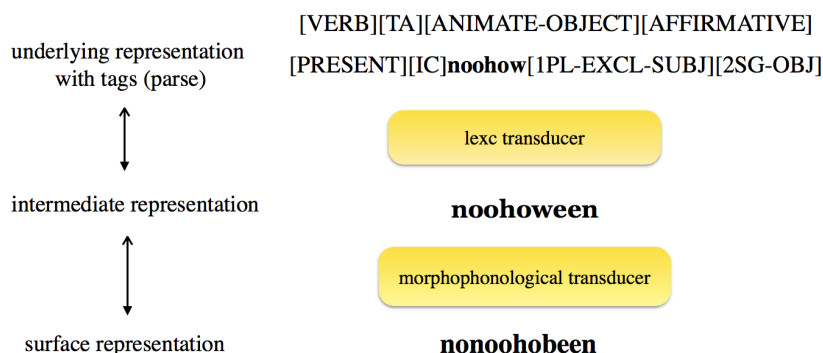 [VERB][TA][ANIMATE-OBJECT][AFFIRMATIVE]
underlying representation
with tags (parse)
[PRESENT][IC]noohow[1PL-EXCL-SUBJ][2SG-OBJ]
lexc transducer
intermediate representation
noohoween
morphophonological transducer
surface representation
nonoohobeen